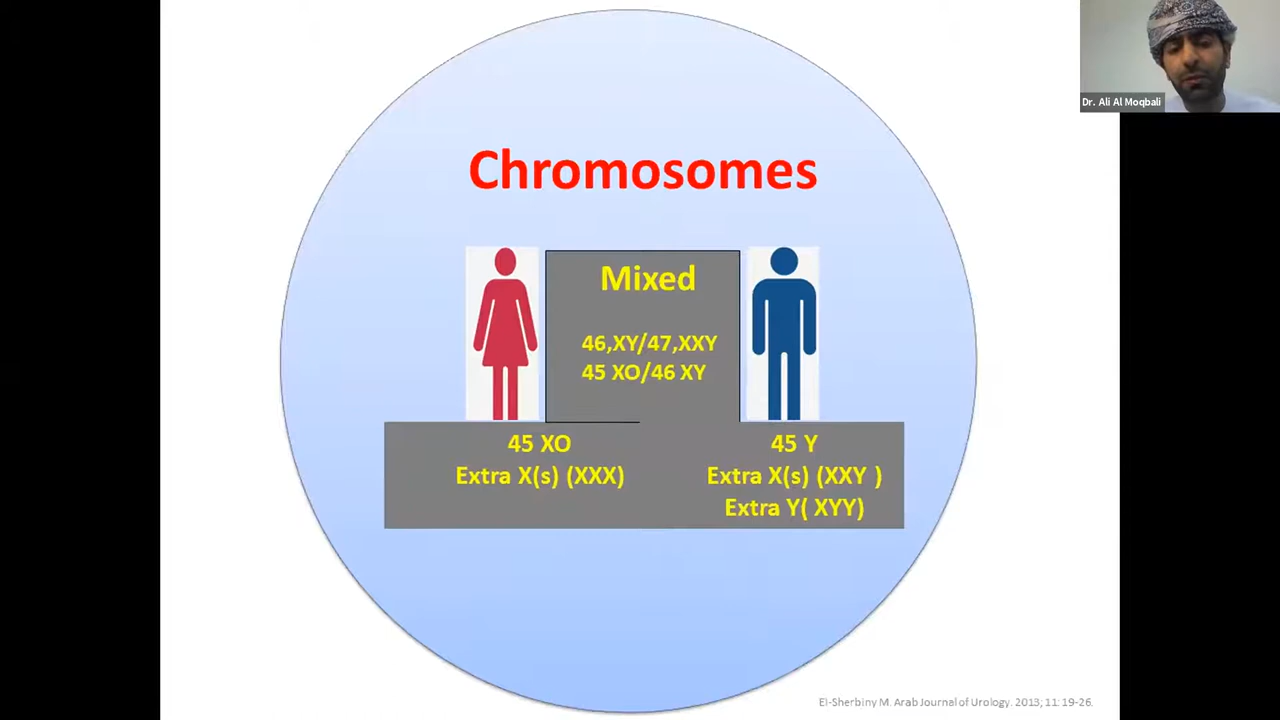 Dr. Ali Al Moqbali
Chromosomes
Mixed
46,XY/47,XXY
45 XO/46 XY
45 XO
Extra X(s) (XXX)
45 Y
Extra X(s) (XXY )
Extra Y( XYY)
El-Sherbiny M. Arab Journal of Urology. 2013; 11: 19-26.